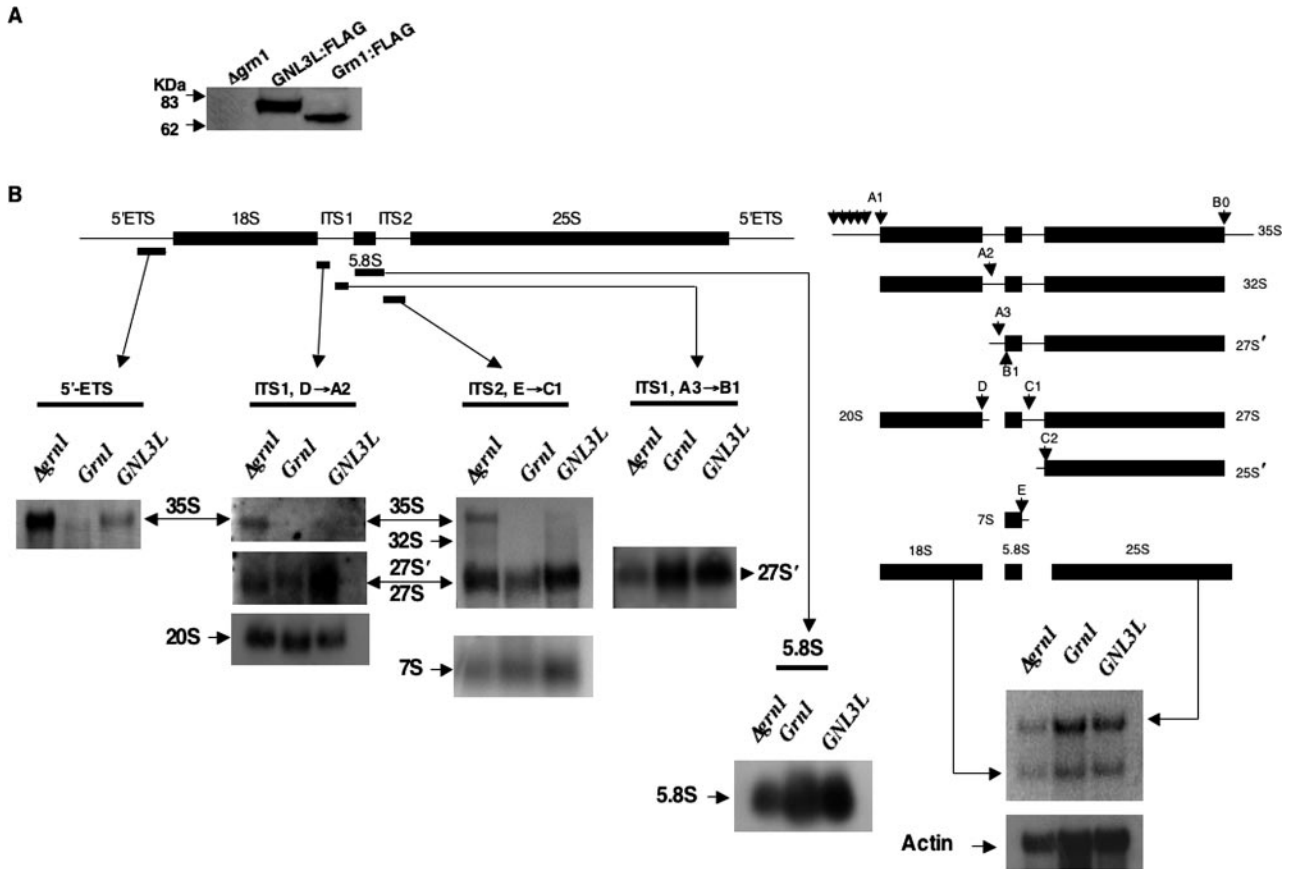 A
Δgrn1
GNL3L:FLAG
Grn1:FLAG
KDa
83
62
B
5'ETS
18S
ITS1
ITS2
25S
5'ETS
5.8S
5'-ETS
ITS1, D→A2
ITS2, E→C1
ITS1, A3→B1
Δgrn1
Grn1
GNL3L
Δgrn1
Grn1
GNL3L
Δgrn1
Grn1
GNL3L
Δgrn1
Grn1
GNL3L
35S
35S
32S
27S'
27S
27S'
20S
7S
5.8S
Δgrn1
Grn1
GNL3L
5.8S
A1
B0
35S
A2
32S
A3
27S'
B1
D
C1
20S
27S
C2
25S'
E
7S
18S
5.8S
25S
Δgrn1
Grn1
GNL3L
Actin